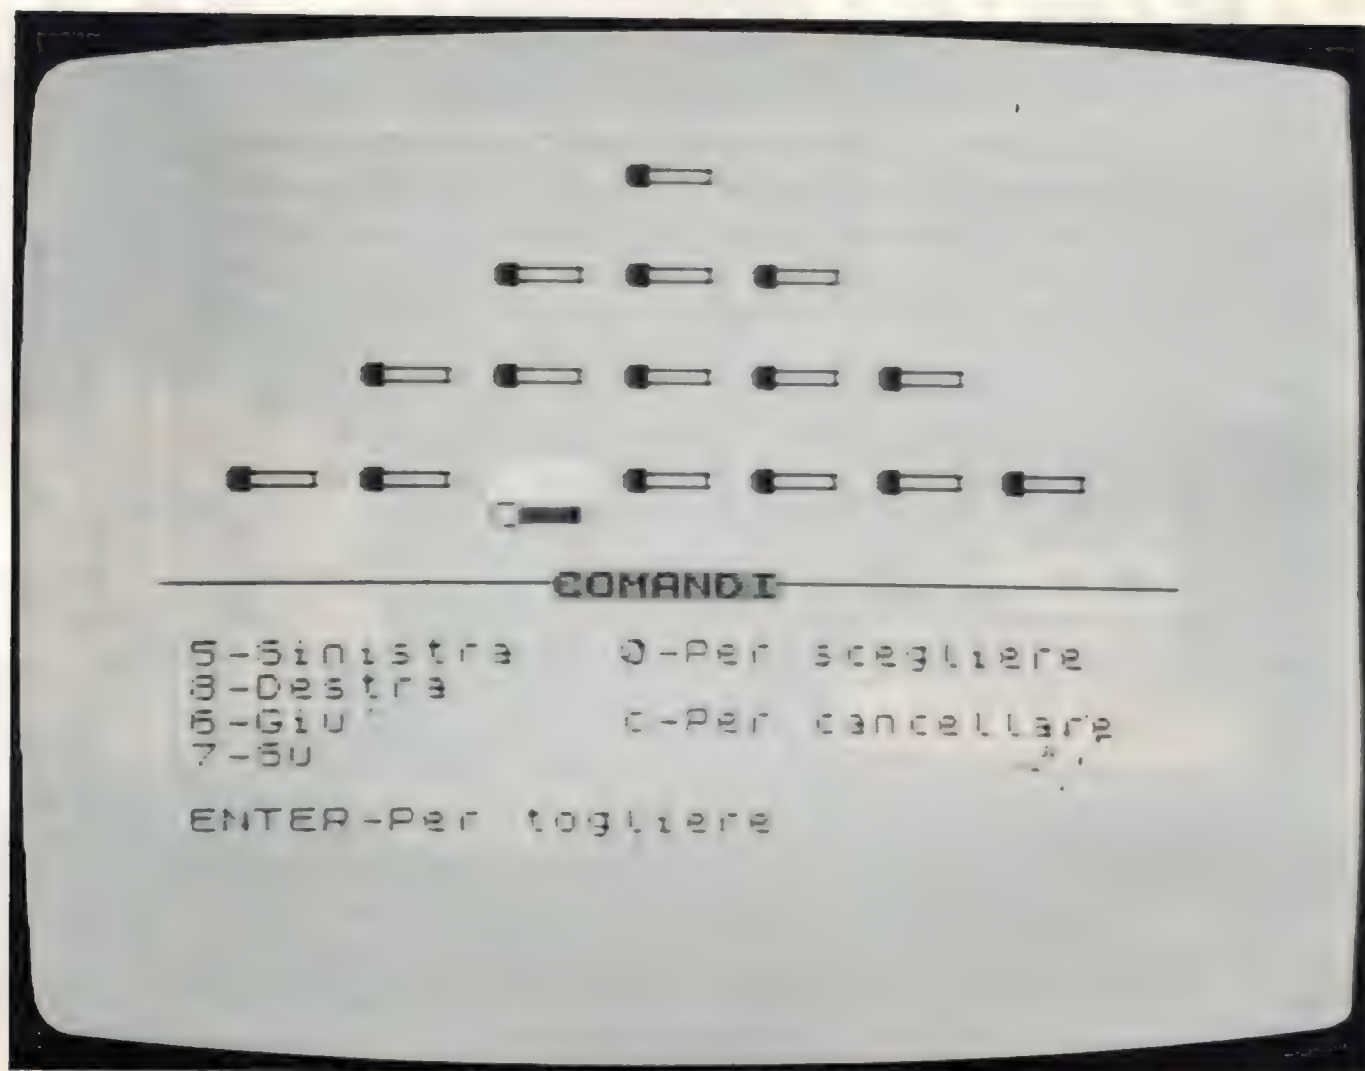 COMANDI
5-Sinistra 0-Per scegliere
8-Destra
6-Giu'
c-Per cancellare
7-Su
ENTER-Per togliere